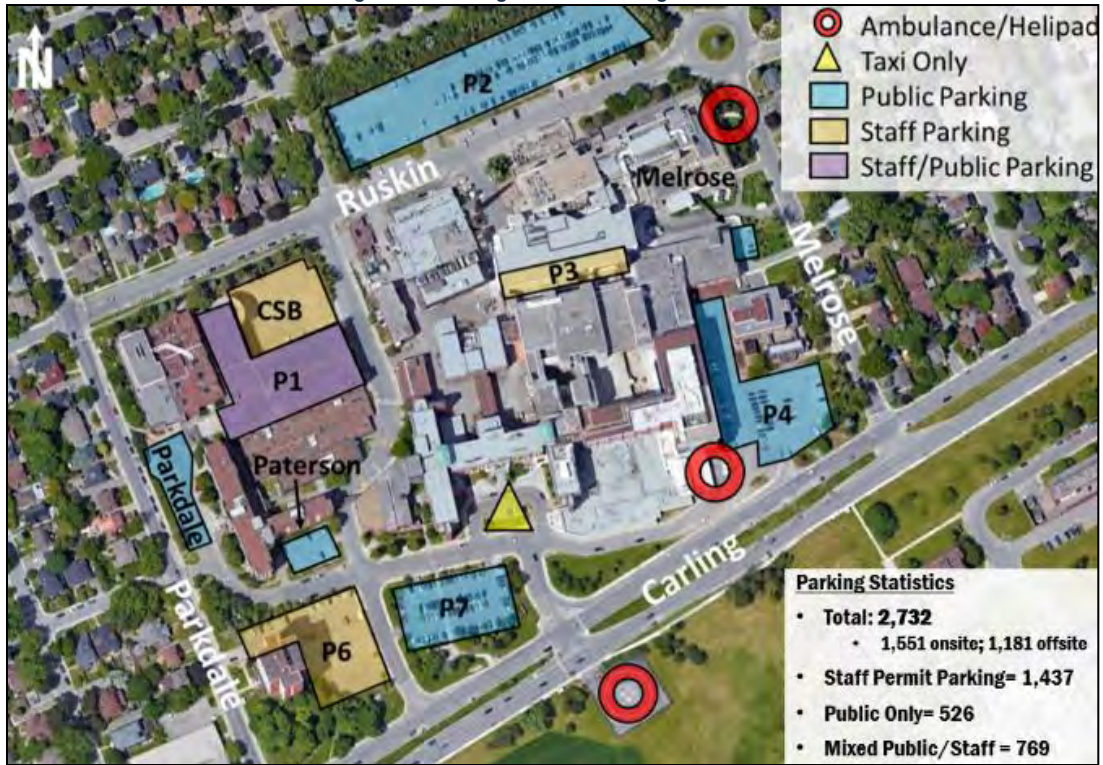 N
Ambulance/Helipad
Taxi Only
Public Parking
Staff Parking
Staff/Public Parking
P2
Ruskin
Melrose
Melrose
P3
CSB
P1
P4
Parkdale
Paterson
Carling
Parkdale
P7
P6
Parking Statistics
• Total: 2,732
• 1,551 onsite; 1,181 offsite
• Staff Permit Parking= 1,437
• Public Only= 526
• Mixed Public/Staff = 769